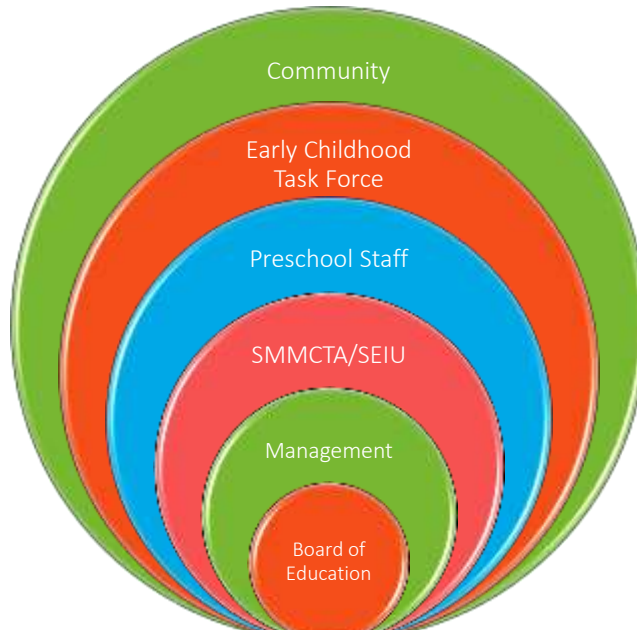 Community
Early Childhood
Task Force
Preschool Staff
SMMCTA/SEIU
Management
Board of
Education